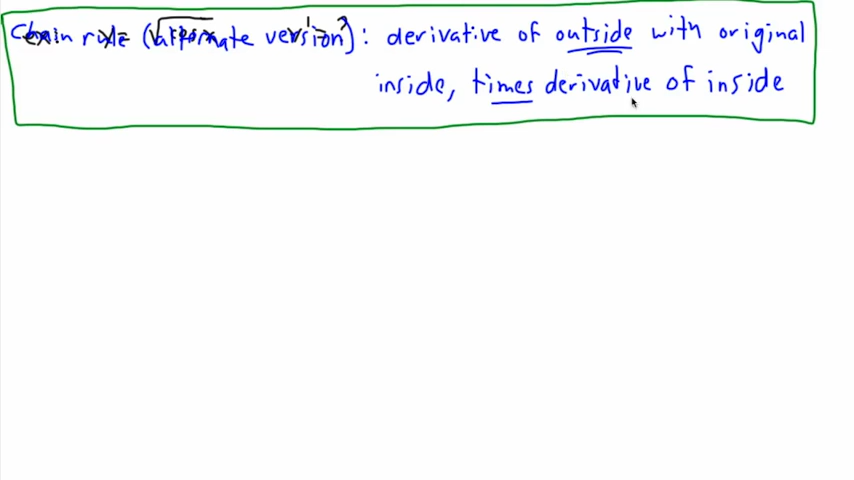 Chain rule (alternate version): derivative of outside with original
inside, times derivative of inside